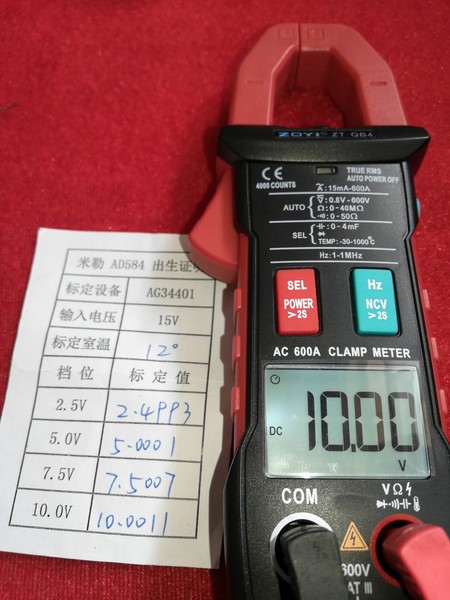 米勒 AD584 出生证
标定设备 AG34401
输入电压 15V
标定室温 12°
档 位 标 定 值
2.5V 2.4993
5.0V 5.0001
7.5V 7.5007
10.0V 10.0011
ZOYI ZT-QB4
CE
4000 COUNTS
TRUE RMS
AUTO POWER OFF
A:15mA-600A
AUTO
V:0.8V-600V
Ω:0-40MΩ
:0-50Ω
SEL
:0-4mF
TEMP:-30-1000°C
Hz:1-1MHz
SEL
POWER
>2S
Hz
NCV
>2S
AC 600A CLAMP METER
DC 10.00 V
COM
VΩ
600V
AT III